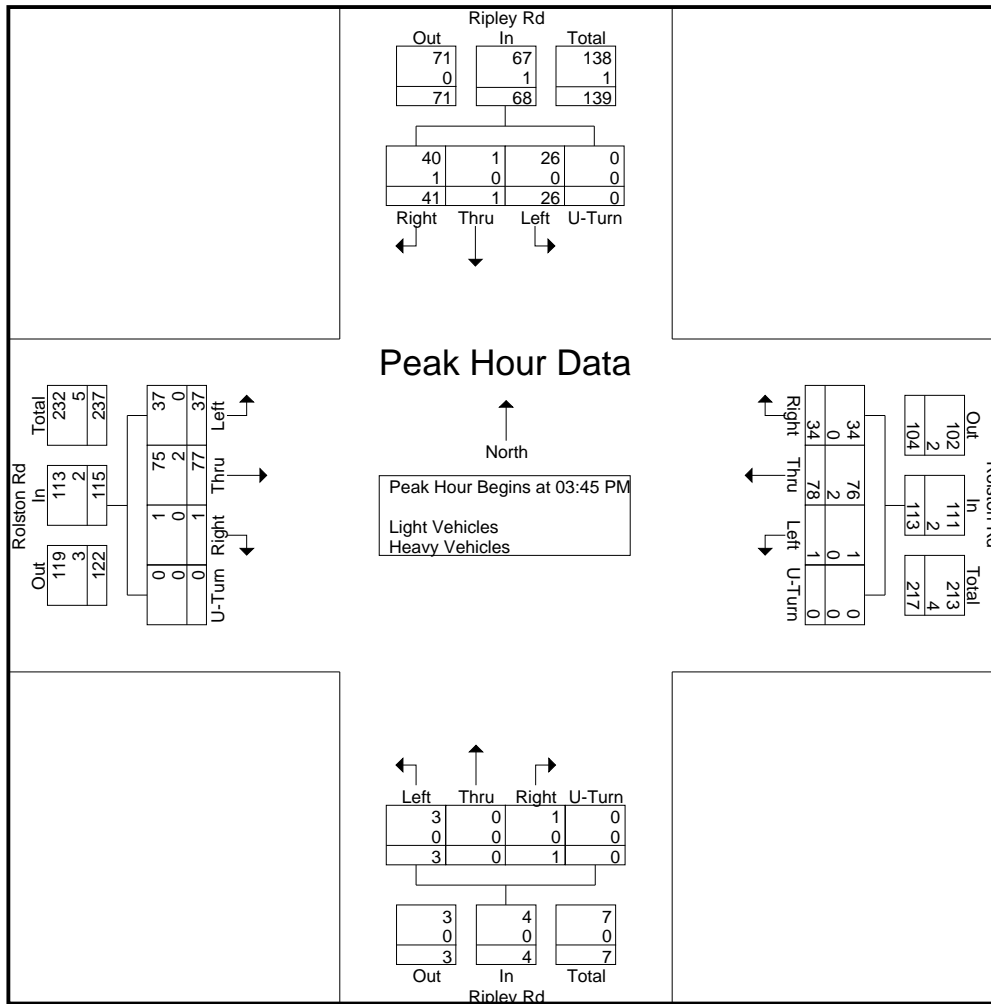 Ripley Rd
Out In Total
71 67 138
0 1 1
71 68 139
40 1 26 0
1 0 0 0
41 1 26 0
Right Thru Left U-Turn
Peak Hour Data
North
Peak Hour Begins at 03:45 PM
Light Vehicles
Heavy Vehicles
Rolston Rd
Out In Total
119 113 232
3 2 5
122 115 237
U-Turn Right Thru Left
0 1 75 37
0 0 2 0
0 1 77 37
Rolston Rd
Out In Total
102 111 213
2 2 4
104 113 217
Right Thru Left U-Turn
34 76 1 0
0 2 0 0
34 78 1 0
Left Thru Right U-Turn
3 0 1 0
0 0 0 0
3 0 1 0
3 4 7
0 0 0
3 4 7
Out In Total
Ripley Rd